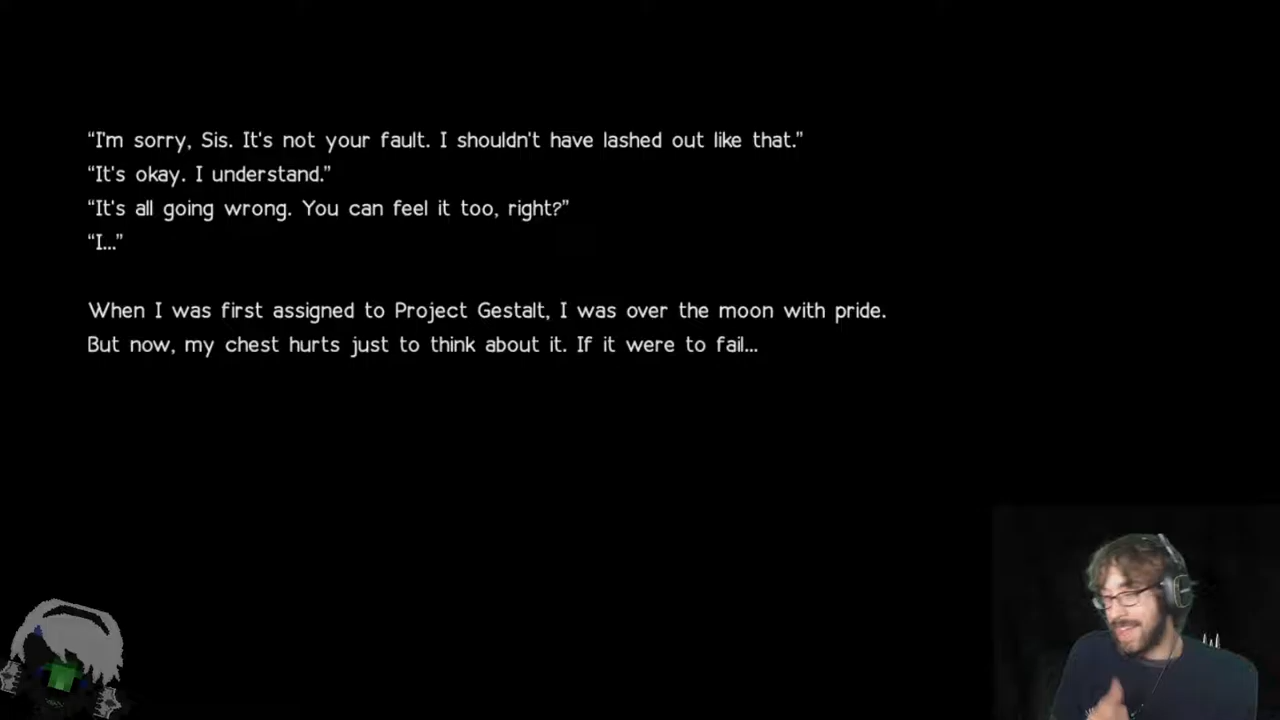 “I'm sorry, Sis. It's not your fault. I shouldn't have lashed out like that.”
“It's okay. I understand.”
“It's all going wrong. You can feel it too, right?”
“I...”
When I was first assigned to Project Gestalt, I was over the moon with pride.
But now, my chest hurts just to think about it. If it were to fail...